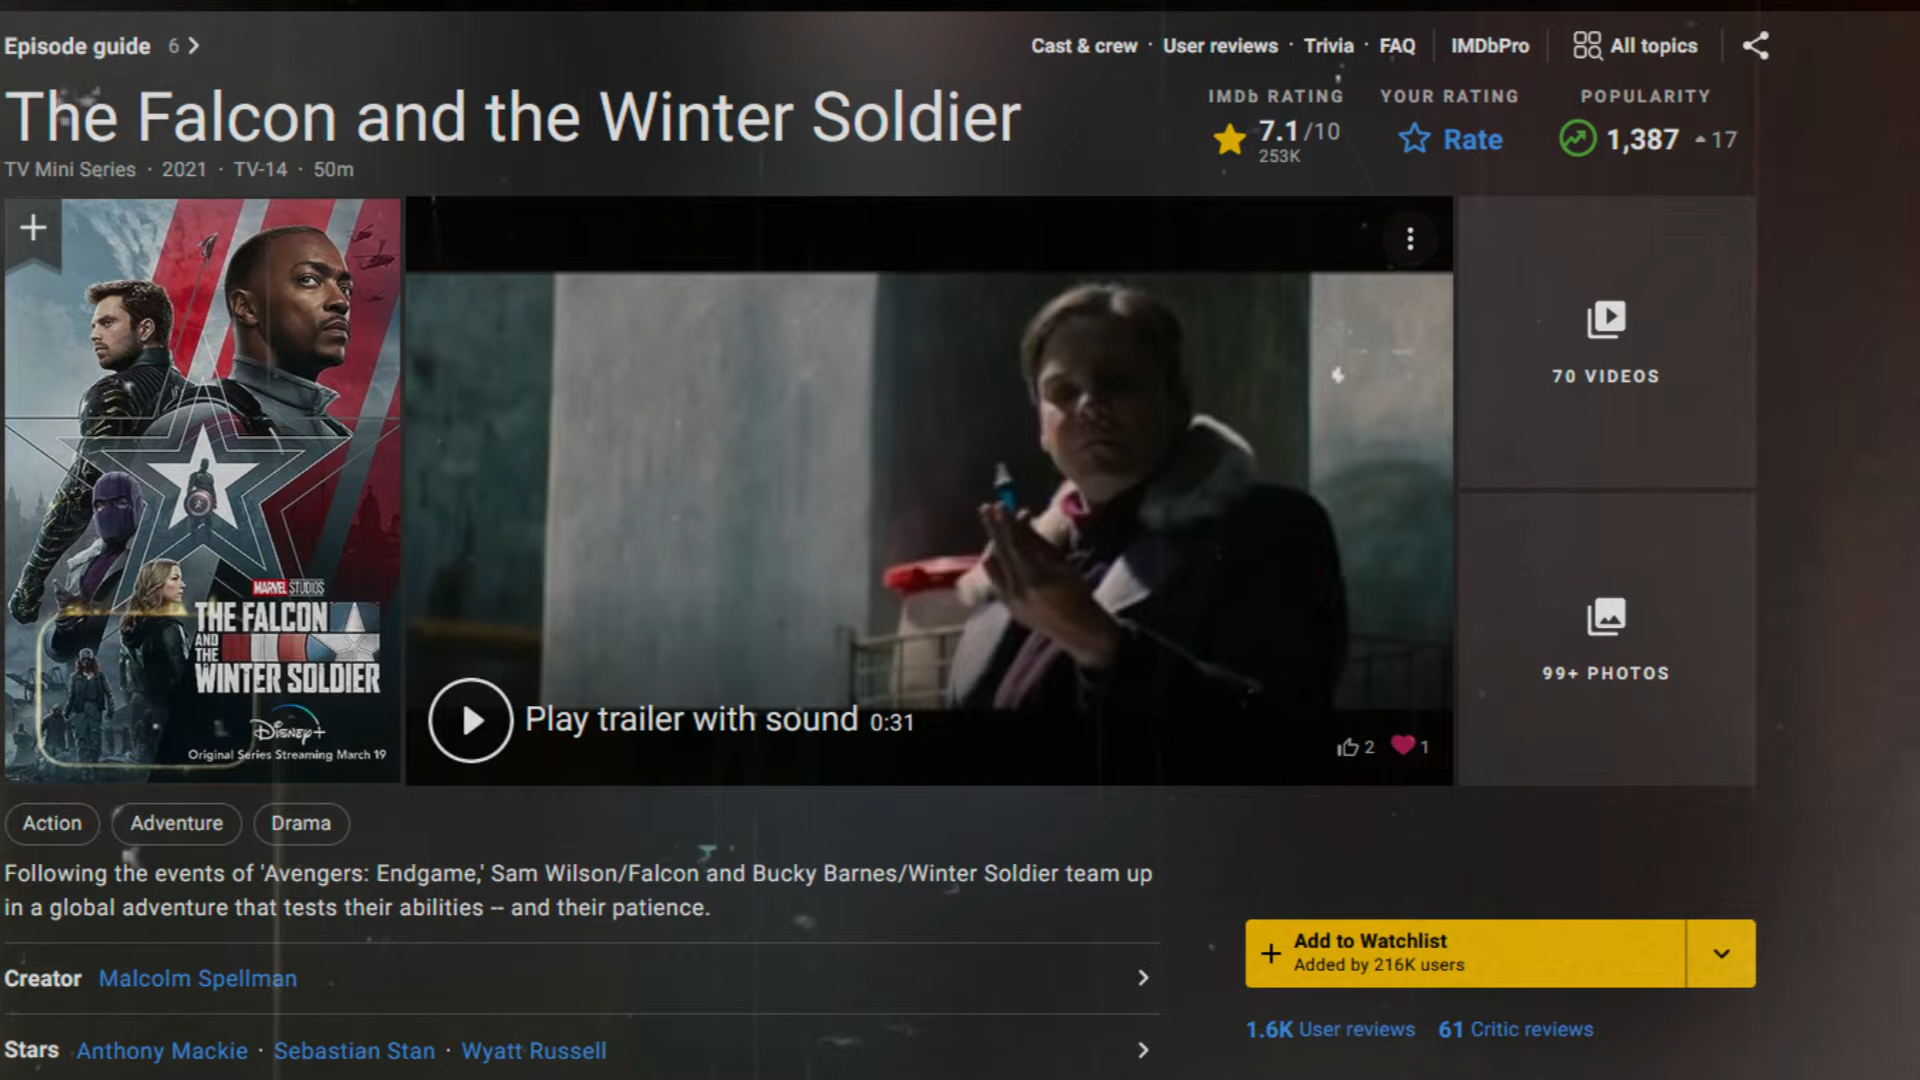 Episode guide 6
Cast & crew · User reviews · Trivia · FAQ IMDbPro All topics
The Falcon and the Winter Soldier
TV Mini Series · 2021 · TV-14 · 50m
IMDb RATING
7.1/10
253K
YOUR RATING
Rate
POPULARITY
1,387 17
MARVEL STUDIOS
THE FALCON
AND
THE
WINTER SOLDIER
Disney+
Original Series Streaming March 19
Play trailer with sound 0:31
2 1
70 VIDEOS
99+ PHOTOS
Action Adventure Drama
Following the events of 'Avengers: Endgame,' Sam Wilson/Falcon and Bucky Barnes/Winter Soldier team up
in a global adventure that tests their abilities -- and their patience.
Creator Malcolm Spellman
Stars Anthony Mackie · Sebastian Stan · Wyatt Russell
Add to Watchlist
Added by 216K users
1.6K User reviews 61 Critic reviews